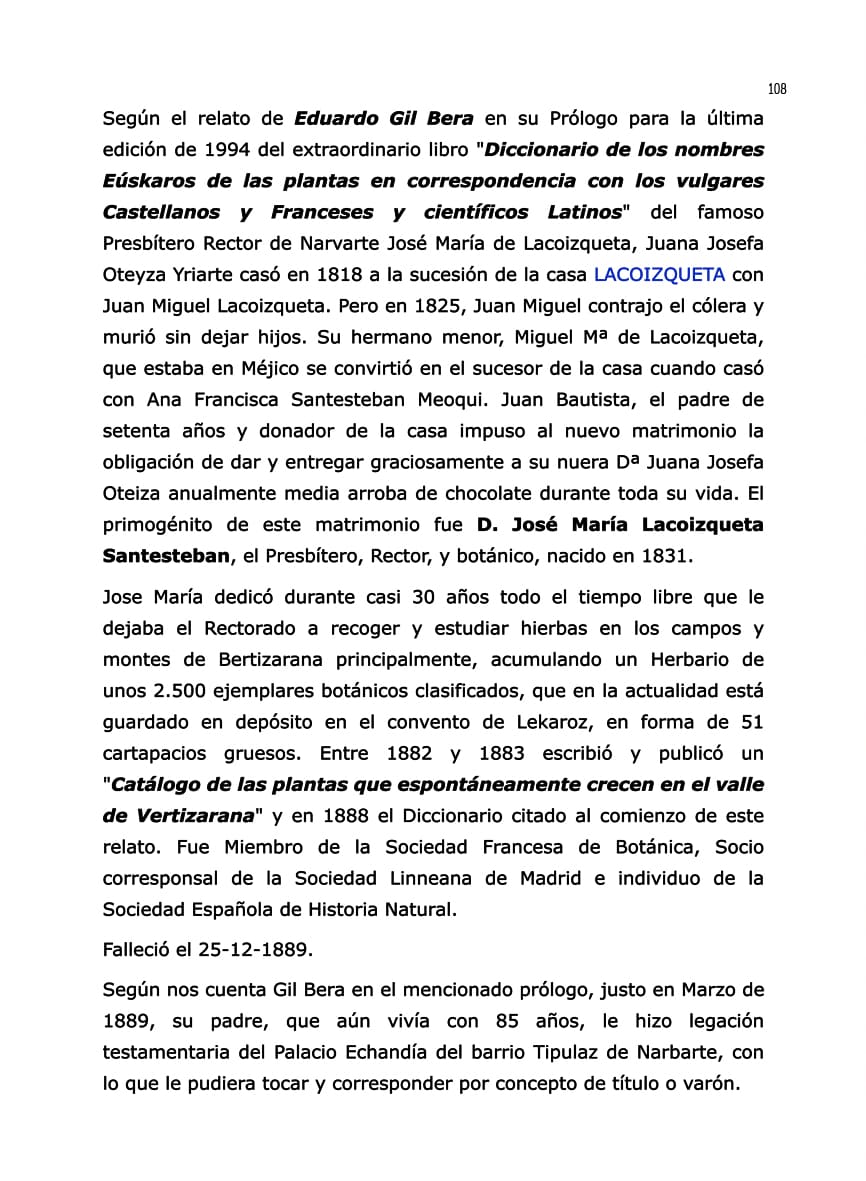 108
Según el relato de Eduardo Gil Bera en su Prólogo para la última
edición de 1994 del extraordinario libro "Diccionario de los nombres
Eúskaros de las plantas en correspondencia con los vulgares
Castellanos y Franceses y científicos Latinos" del famoso
Presbítero Rector de Narvarte José María de Lacoizqueta, Juana Josefa
Oteyza Yriarte casó en 1818 a la sucesión de la casa LACOIZQUETA con
Juan Miguel Lacoizqueta. Pero en 1825, Juan Miguel contrajo el cólera y
murió sin dejar hijos. Su hermano menor, Miguel Mª de Lacoizqueta,
que estaba en Méjico se convirtió en el sucesor de la casa cuando casó
con Ana Francisca Santesteban Meoqui. Juan Bautista, el padre de
setenta años y donador de la casa impuso al nuevo matrimonio la
obligación de dar y entregar graciosamente a su nuera Dª Juana Josefa
Oteiza anualmente media arroba de chocolate durante toda su vida. El
primogénito de este matrimonio fue D. José María Lacoizqueta
Santesteban, el Presbítero, Rector, y botánico, nacido en 1831.
Jose María dedicó durante casi 30 años todo el tiempo libre que le
dejaba el Rectorado a recoger y estudiar hierbas en los campos y
montes de Bertizarana principalmente, acumulando un Herbario de
unos 2.500 ejemplares botánicos clasificados, que en la actualidad está
guardado en depósito en el convento de Lekaroz, en forma de 51
cartapacios gruesos. Entre 1882 y 1883 escribió y publicó un
"Catálogo de las plantas que espontáneamente crecen en el valle
de Vertizarana" y en 1888 el Diccionario citado al comienzo de este
relato. Fue Miembro de la Sociedad Francesa de Botánica, Socio
corresponsal de la Sociedad Linneana de Madrid e individuo de la
Sociedad Española de Historia Natural.
Falleció el 25-12-1889.
Según nos cuenta Gil Bera en el mencionado prólogo, justo en Marzo de
1889, su padre, que aún vivía con 85 años, le hizo legación
testamentaria del Palacio Echandía del barrio Tipulaz de Narbarte, con
lo que le pudiera tocar y corresponder por concepto de título o varón.